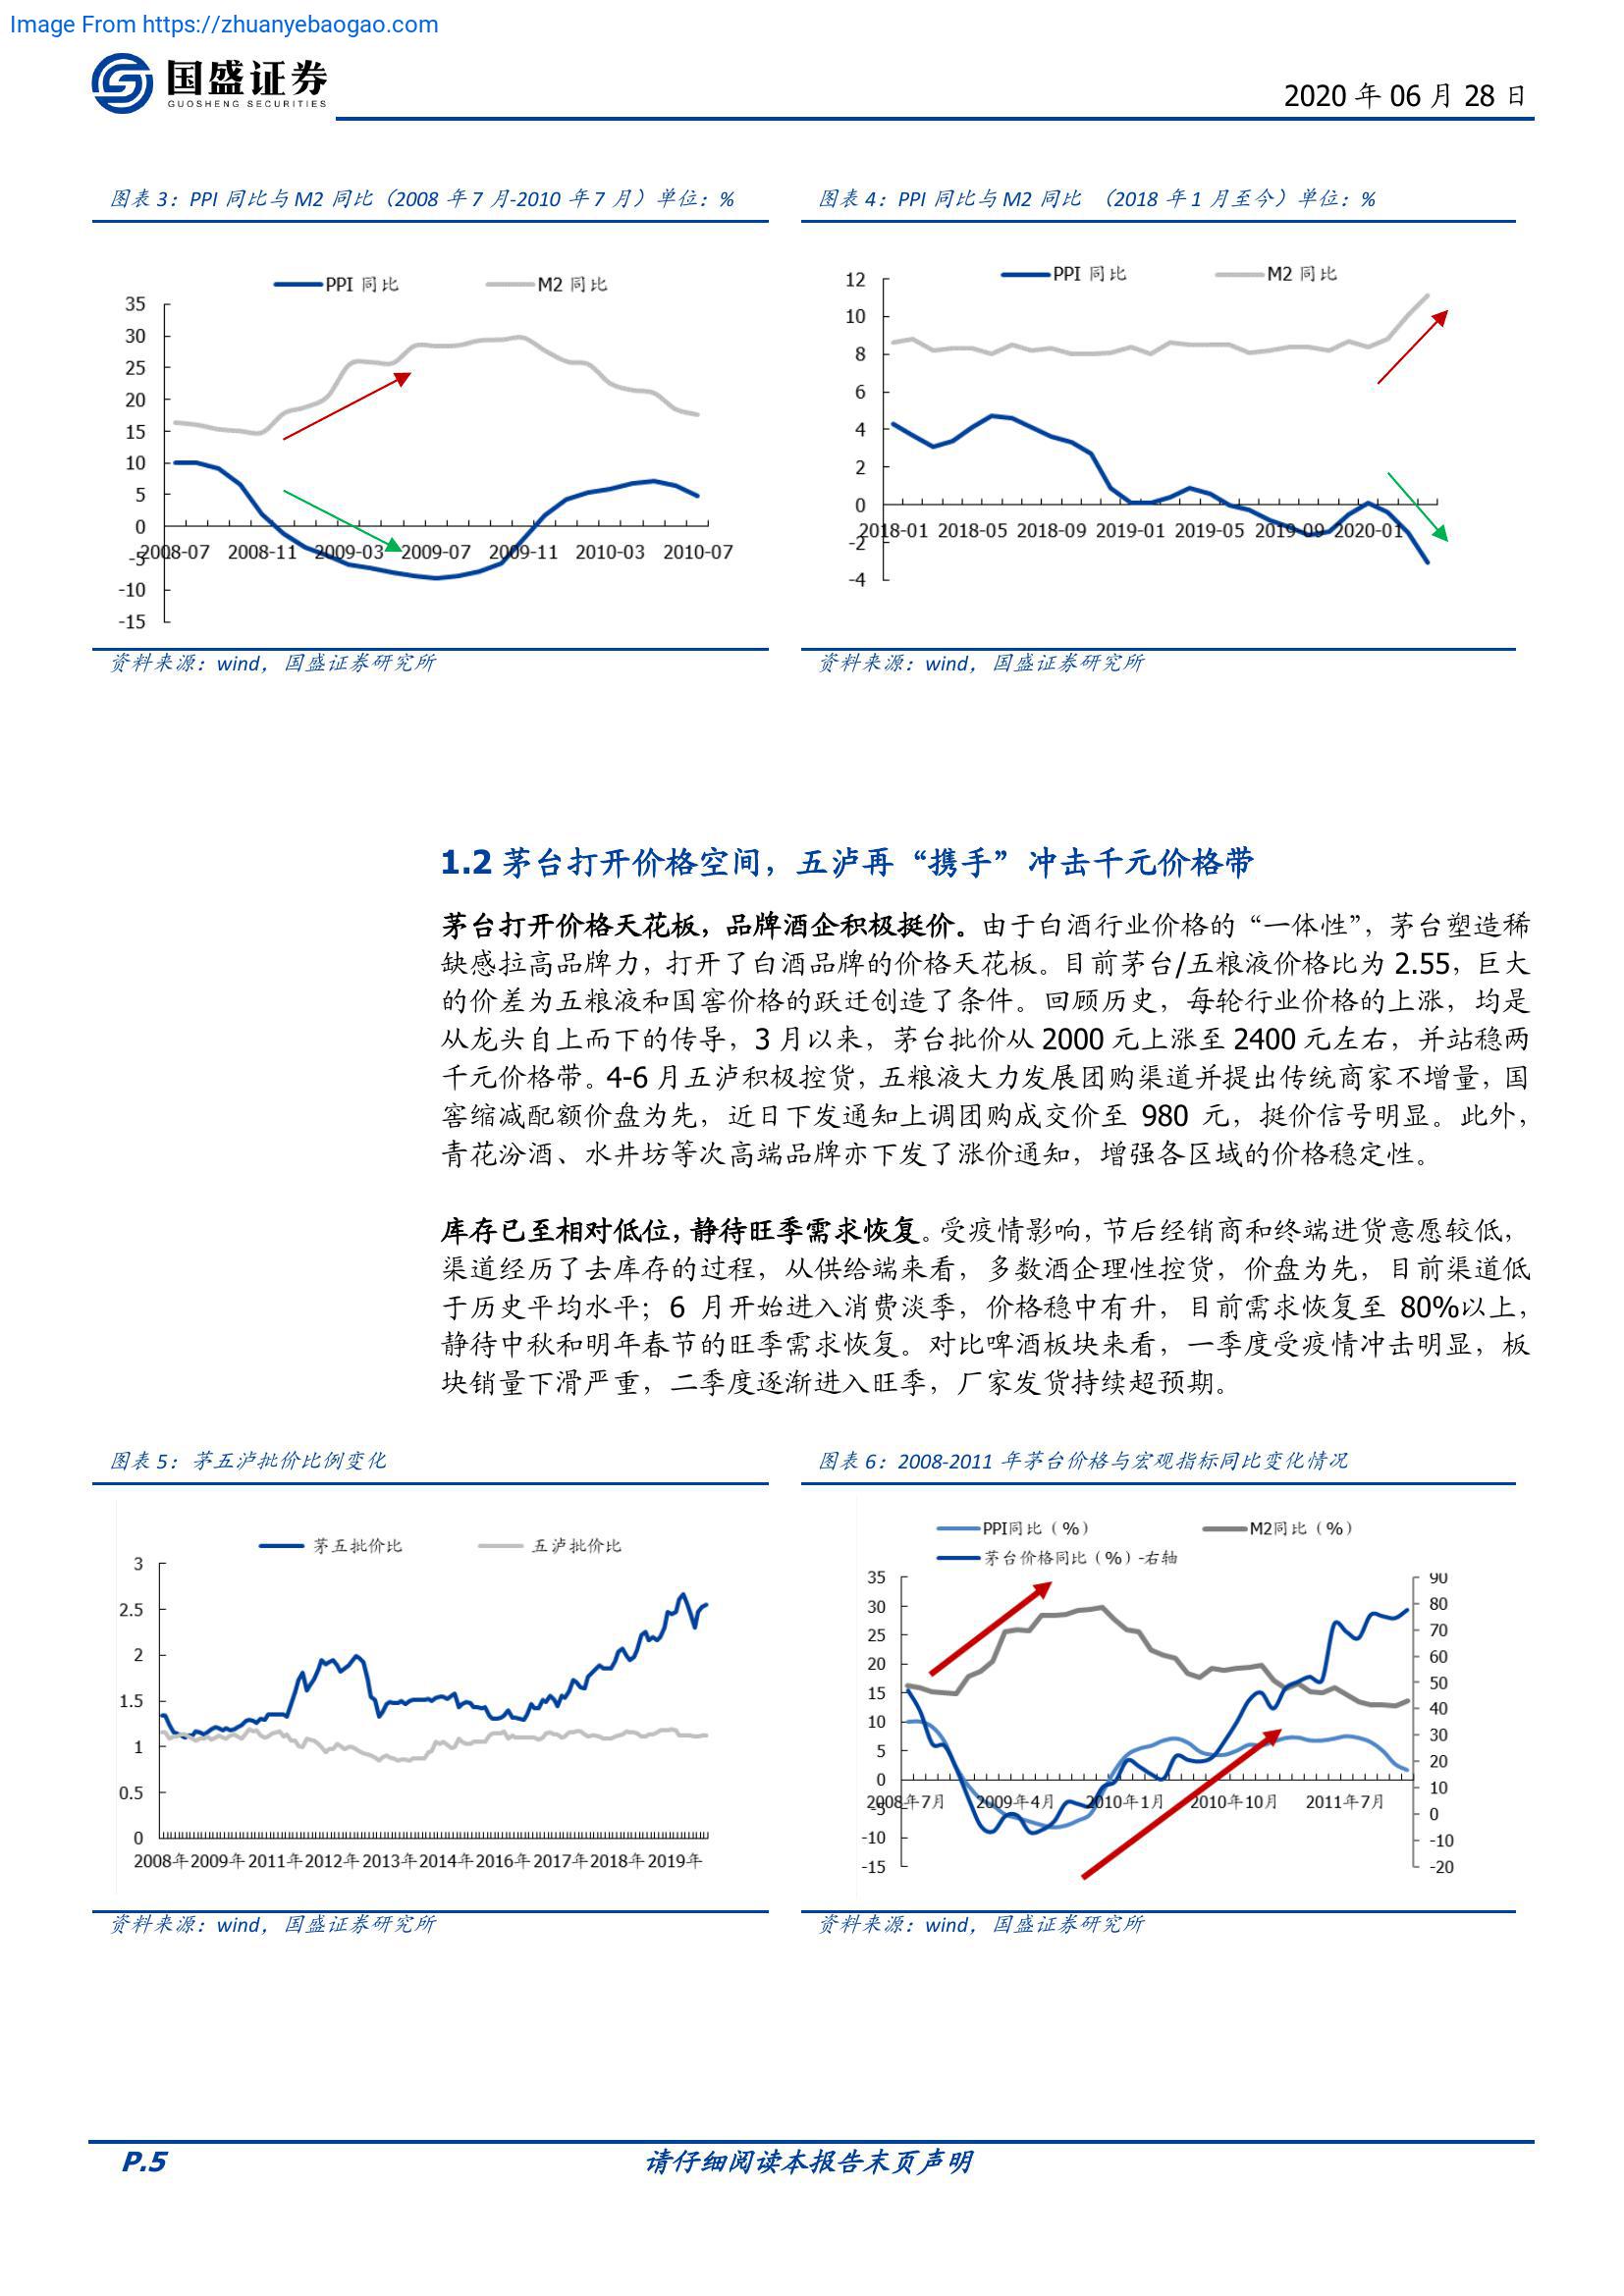 Image From https://zhuanyebaogao.com
国盛证券
GUOSHENG SECURITIES
2020 年 06 月 28 日
图表 3：PPI 同比与 M2 同比（2008 年 7 月-2010 年 7 月）单位：%
PPI 同比 M2 同比
35
30
25
20
15
10
5
0
-5
-10
-15
2008-07 2008-11 2009-03 2009-07 2009-11 2010-03 2010-07
资料来源：wind，国盛证券研究所
图表 4：PPI 同比与 M2 同比 （2018 年 1 月至今）单位：%
PPI 同比 M2 同比
12
10
8
6
4
2
0
-2
-4
2018-01 2018-05 2018-09 2019-01 2019-05 2019-09 2020-01
资料来源：wind，国盛证券研究所
1.2 茅台打开价格空间，五泸再“携手”冲击千元价格带
茅台打开价格天花板，品牌酒企积极挺价。由于白酒行业价格的“一体性”，茅台塑造稀
缺感拉高品牌力，打开了白酒品牌的价格天花板。目前茅台/五粮液价格比为 2.55，巨大
的价差为五粮液和国窖价格的跃迁创造了条件。回顾历史，每轮行业价格的上涨，均是
从龙头自上而下的传导，3 月以来，茅台批价从 2000 元上涨至 2400 元左右，并站稳两
千元价格带。4-6 月五泸积极控货，五粮液大力发展团购渠道并提出传统商家不增量，国
窖缩减配额价盘为先，近日下发通知上调团购成交价至 980 元，挺价信号明显。此外，
青花汾酒、水井坊等次高端品牌亦下发了涨价通知，增强各区域的价格稳定性。
库存已至相对低位，静待旺季需求恢复。受疫情影响，节后经销商和终端进货意愿较低，
渠道经历了去库存的过程，从供给端来看，多数酒企理性控货，价盘为先，目前渠道低
于历史平均水平；6 月开始进入消费淡季，价格稳中有升，目前需求恢复至 80%以上，
静待中秋和明年春节的旺季需求恢复。对比啤酒板块来看，一季度受疫情冲击明显，板
块销量下滑严重，二季度逐渐进入旺季，厂家发货持续超预期。
图表 5：茅五泸批价比例变化
茅五批价比 五泸批价比
3
2.5
2
1.5
1
0.5
0
2008年 2009年 2011年 2012年 2013年 2014年 2016年 2017年 2018年 2019年
资料来源：wind，国盛证券研究所
图表 6：2008-2011 年茅台价格与宏观指标同比变化情况
PPI同比（%） M2同比（%）
茅台价格同比（%）-右轴
35
30
25
20
15
10
5
0
-5
-10
-15
90
80
70
60
50
40
30
20
10
0
-10
-20
2008年7月 2009年4月 2010年1月 2010年10月 2011年7月
资料来源：wind，国盛证券研究所
P.5
请仔细阅读本报告末页声明